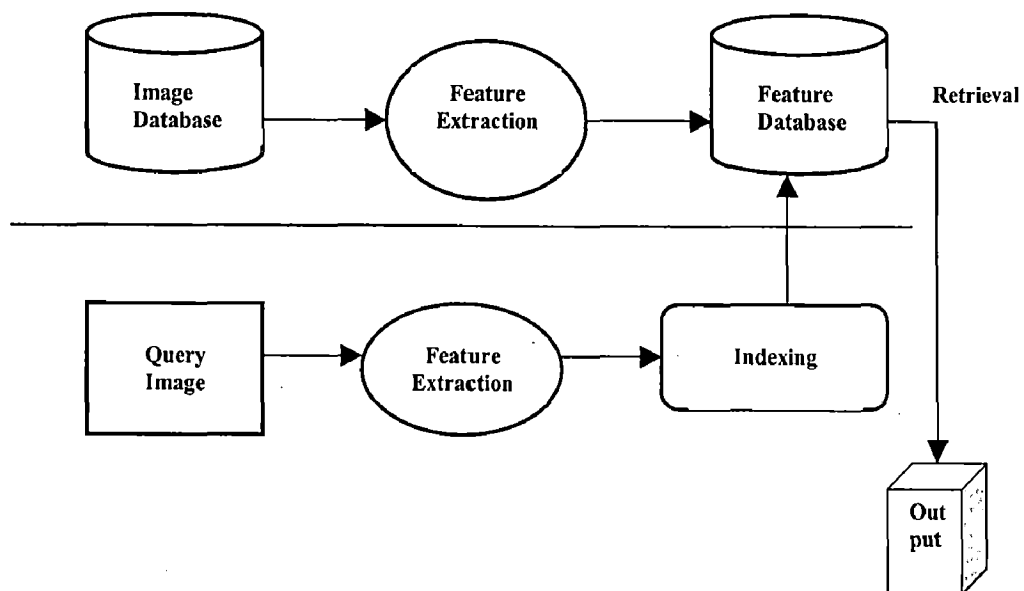 Image
Database
Feature
Extraction
Feature
Database
Retrieval
Query
Image
Feature
Extraction
Indexing
Out
put